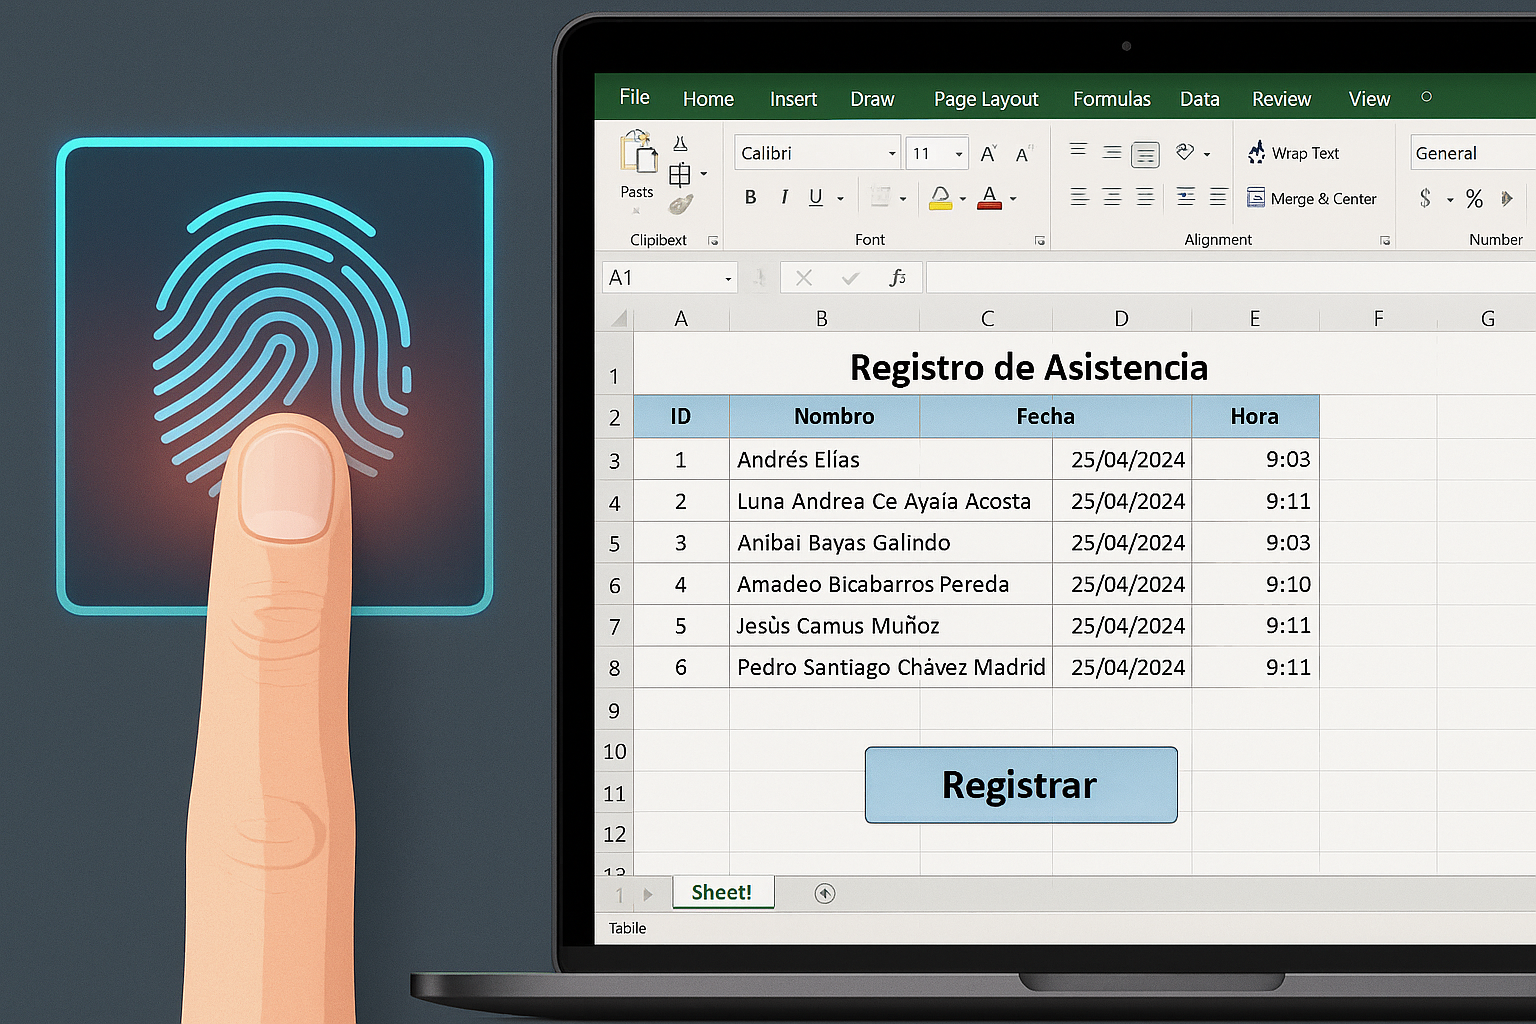 File Home Insert Draw Page Layout Formulas Data Review View
Calibri 11 A A Wrap Text General
Pasts B I U A Merge & Center $ %
Clipibext Font Alignment Number
A1
A B C D E F G
1 Registro de Asistencia
2 ID Nombro Fecha Hora
3 1 Andrés Elías 25/04/2024 9:03
4 2 Luna Andrea Ce Ayaía Acosta 25/04/2024 9:11
5 3 Anibai Bayas Galindo 25/04/2024 9:03
6 4 Amadeo Bicabarros Pereda 25/04/2024 9:10
7 5 Jesùs Camus Muñoz 25/04/2024 9:11
8 6 Pedro Santiago Chávez Madrid 25/04/2024 9:11
9
10
Registrar
11
12
13
1 Sheet!
Tabile